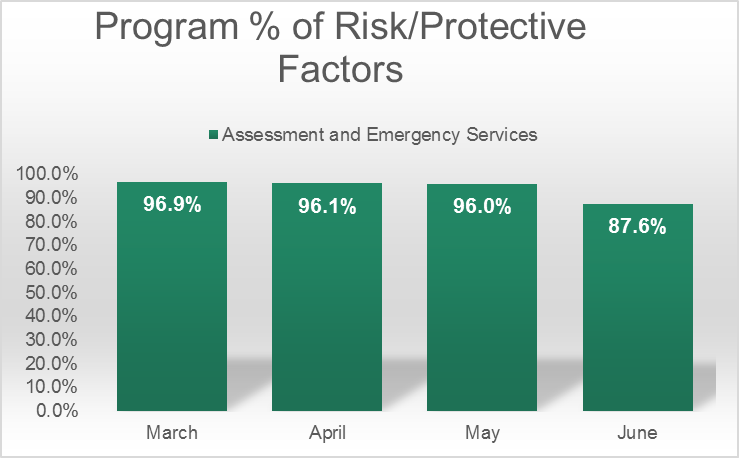 Program % of Risk/Protective
Factors
Assessment and Emergency Services
100.0%
90.0%
80.0%
70.0%
60.0%
50.0%
40.0%
30.0%
20.0%
10.0%
0.0%
96.9% 96.1% 96.0% 87.6%
March April May June